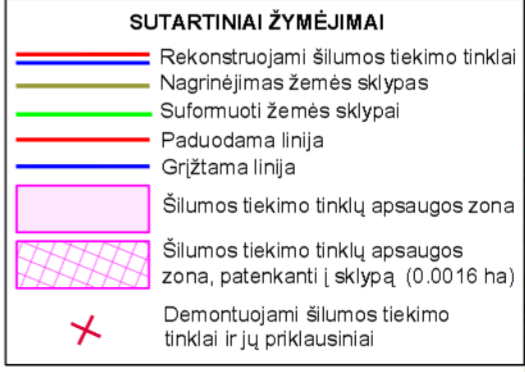 SUTARTINIAI ŽYMĖJIMAI
Rekonstruojami šilumos tiekimo tinklai
Nagrinėjimas žemės sklypas
Suformuoti žemės sklypai
Paduodama linija
Grįžtama linija
Šilumos tiekimo tinklų apsaugos zona
Šilumos tiekimo tinklų apsaugos
zona, patenkanti į sklypą (0.0016 ha)
Demontuojami šilumos tiekimo
tinklai ir jų priklausiniai